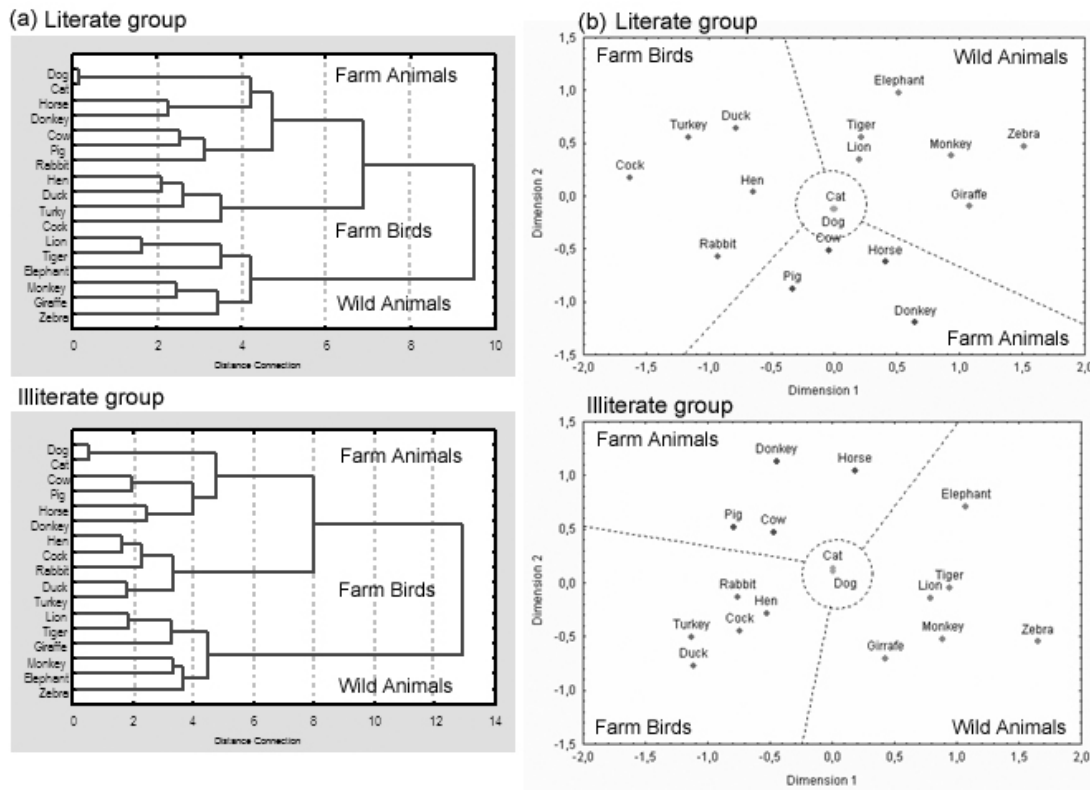 (a) Literate group
Dog
Cat
Horse
Donkey
Cow
Pig
Rabbit
Hen
Duck
Turky
Cock
Lion
Tiger
Elephant
Monkey
Giraffe
Zebra
Farm Animals
Farm Birds
Wild Animals
0 2 4 6 8 10
Distance Connection
(b) Literate group
1,5
1,0
0,5
0,0
-0,5
-1,0
-1,5
Dimension 2
Farm Birds
Wild Animals
Elephant
Duck
Turkey
Tiger
Lion
Monkey
Zebra
Cock
Hen
Cat
Giraffe
Dog
Cow
Rabbit
Horse
Pig
Donkey
Farm Animals
-2,0 -1,5 -1,0 -0,5 0,0 0,5 1,0 1,5 2,0
Dimension 1
Illiterate group
Dog
Cat
Cow
Pig
Horse
Donkey
Hen
Cock
Rabbit
Duck
Turkey
Lion
Tiger
Giraffe
Monkey
Elephant
Zebra
Farm Animals
Farm Birds
Wild Animals
0 2 4 6 8 10 12 14
Distance Connection
Illiterate group
1,5
1,0
0,5
0,0
-0,5
-1,0
-1,5
Dimension 2
Farm Animals
Donkey
Horse
Elephant
Pig
Cow
Cat
Dog
Rabbit
Hen
Lion
Tiger
Cock
Turkey
Duck
Monkey
Zebra
Girrafe
Farm Birds
Wild Animals
-2,0 -1,5 -1,0 -0,5 0,0 0,5 1,0 1,5 2,0
Dimension 1